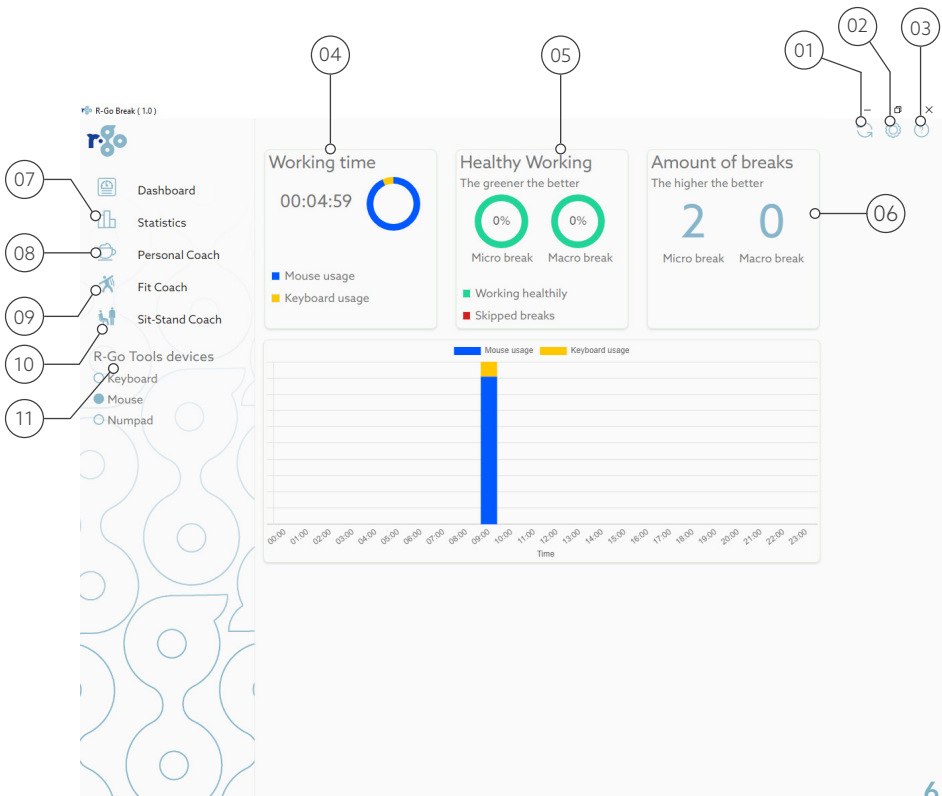 02
03
01
04
05
R-Go Break ( 1.0 )
r·go
Working time
00:04:59
Mouse usage
Keyboard usage
Healthy Working
The greener the better
0% 0%
Micro break Macro break
Working healthily
Skipped breaks
Amount of breaks
The higher the better
2 0
Micro break Macro break
06
07
Dashboard
Statistics
08
Personal Coach
09
Fit Coach
10
Sit-Stand Coach
11
R-Go Tools devices
Keyboard
Mouse
Numpad
Mouse usage Keyboard usage
00:00 01:00 02:00 03:00 04:00 05:00 06:00 07:00 08:00 09:00 10:00 11:00 12:00 13:00 14:00 15:00 16:00 17:00 18:00 19:00 20:00 21:00 22:00 23:00
Time
6